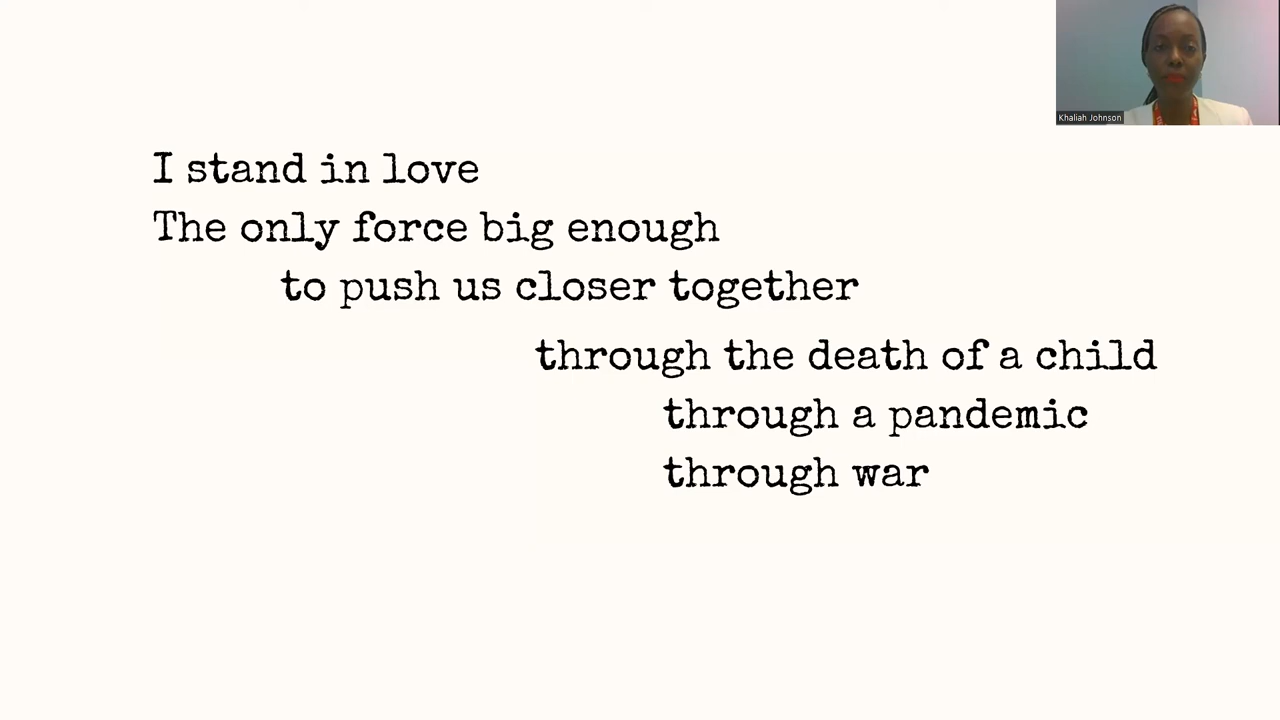 Khaliah Johnson
I stand in love
The only force big enough
to push us closer together
through the death of a child
through a pandemic
through war